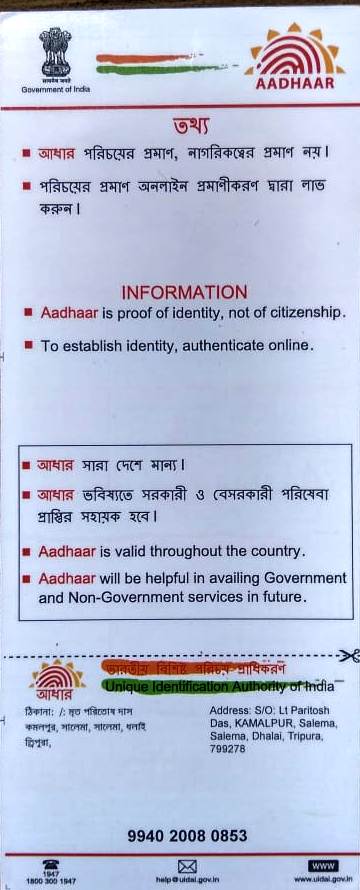 सत्यमेव जयते
Government of India
AADHAAR
তথ্য
আধার পরিচয়ের প্রমাণ, নাগরিকত্বের প্রমাণ নয়।
পরিচয়ের প্রমাণ অনলাইন প্রমাণীকরণ দ্বারা লাভ
করুন।
INFORMATION
Aadhaar is proof of identity, not of citizenship.
To establish identity, authenticate online.
আধার সারা দেশে মান্য।
আধার ভবিষ্যতে সরকারী ও বেসরকারী পরিষেবা
প্রাপ্তির সহায়ক হবে।
Aadhaar is valid throughout the country.
Aadhaar will be helpful in availing Government
and Non-Government services in future.
আধার
ভারতীয় বিশিষ্ট পরিচয় প্রাধিকরণ
Unique Identification Authority of India
ঠিকানা: /: মৃত পরিতোষ দাস
কমলপুর, সালেমা, সালেমা, ধলাই
ত্রিপুরা,
Address: S/O: Lt Paritosh
Das, KAMALPUR, Salema,
Salema, Dhalai, Tripura,
799278
9940 2008 0853
1947
1800 300 1947
help@uidai.gov.in
www
www.uidai.gov.in